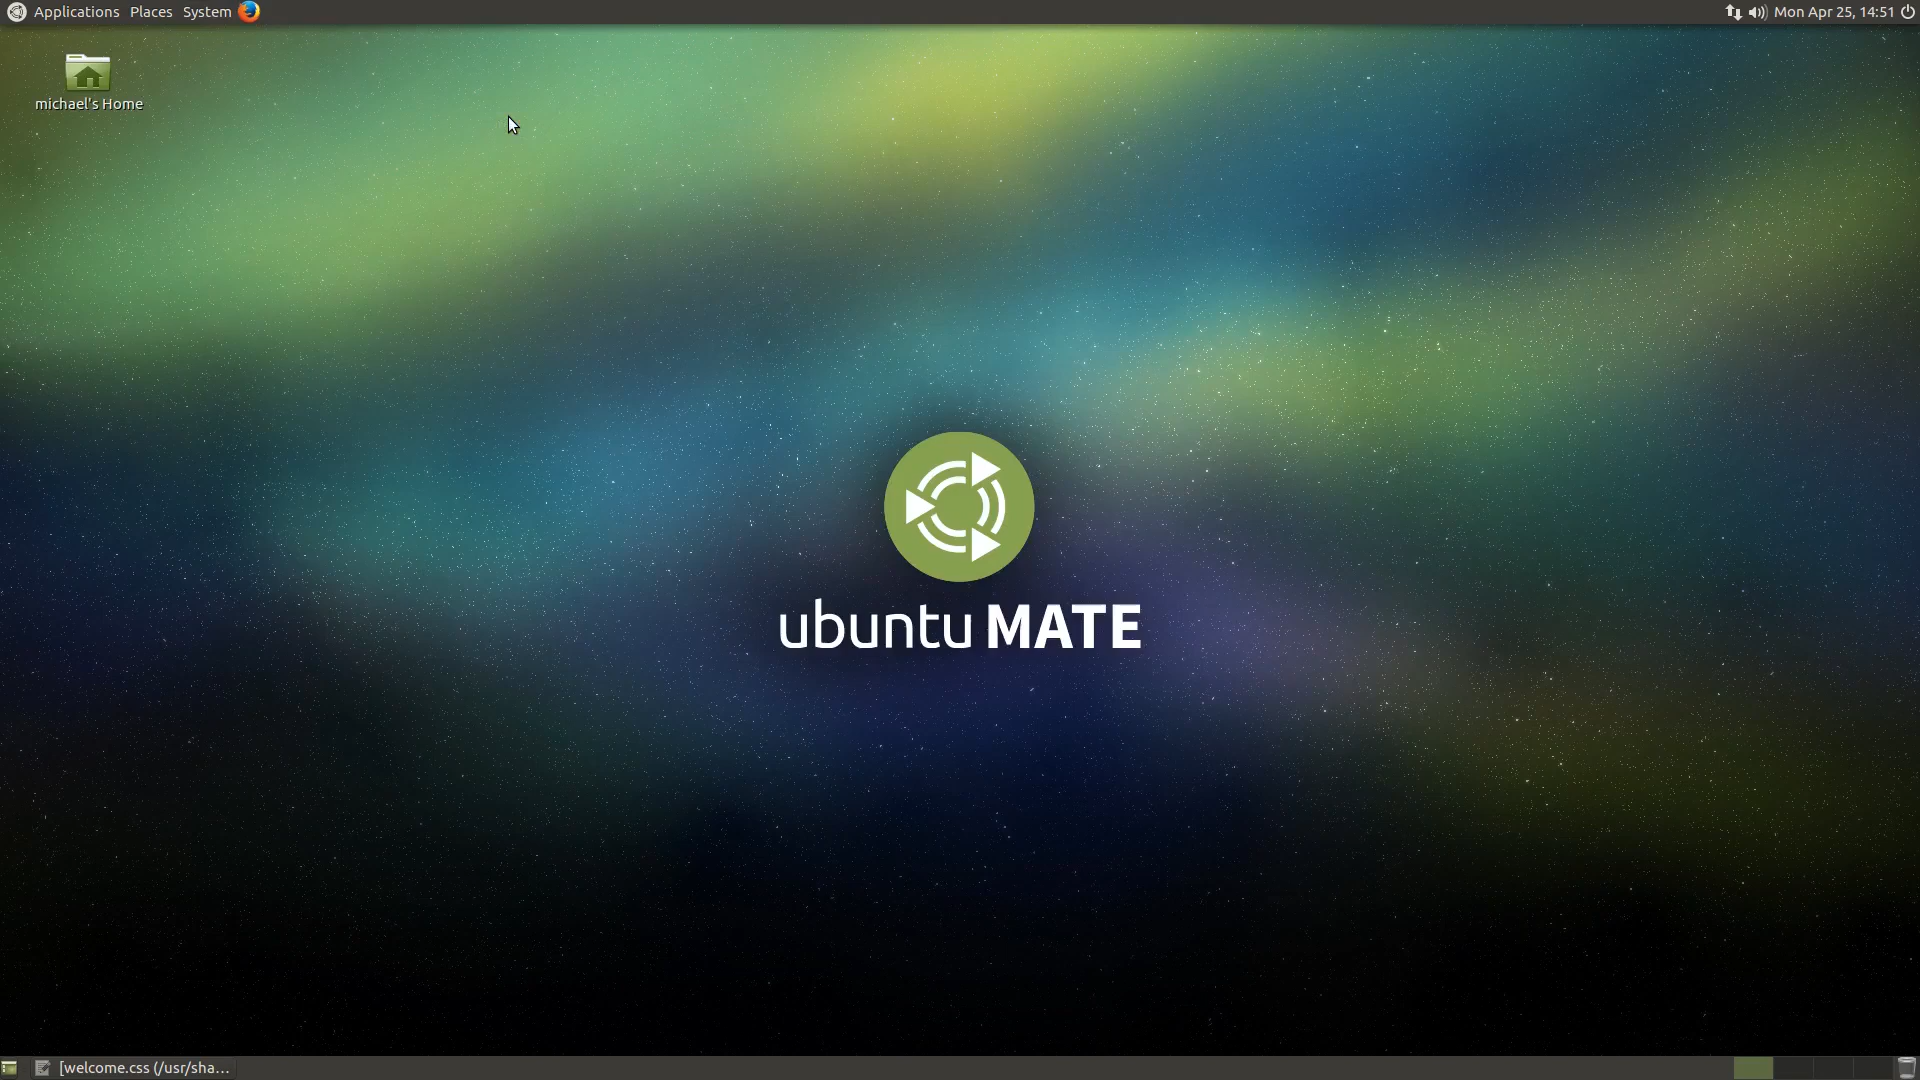 Applications Places System
Mon Apr 25, 14:51
michael's Home
ubuntu MATE
[welcome.css (/usr/sha...